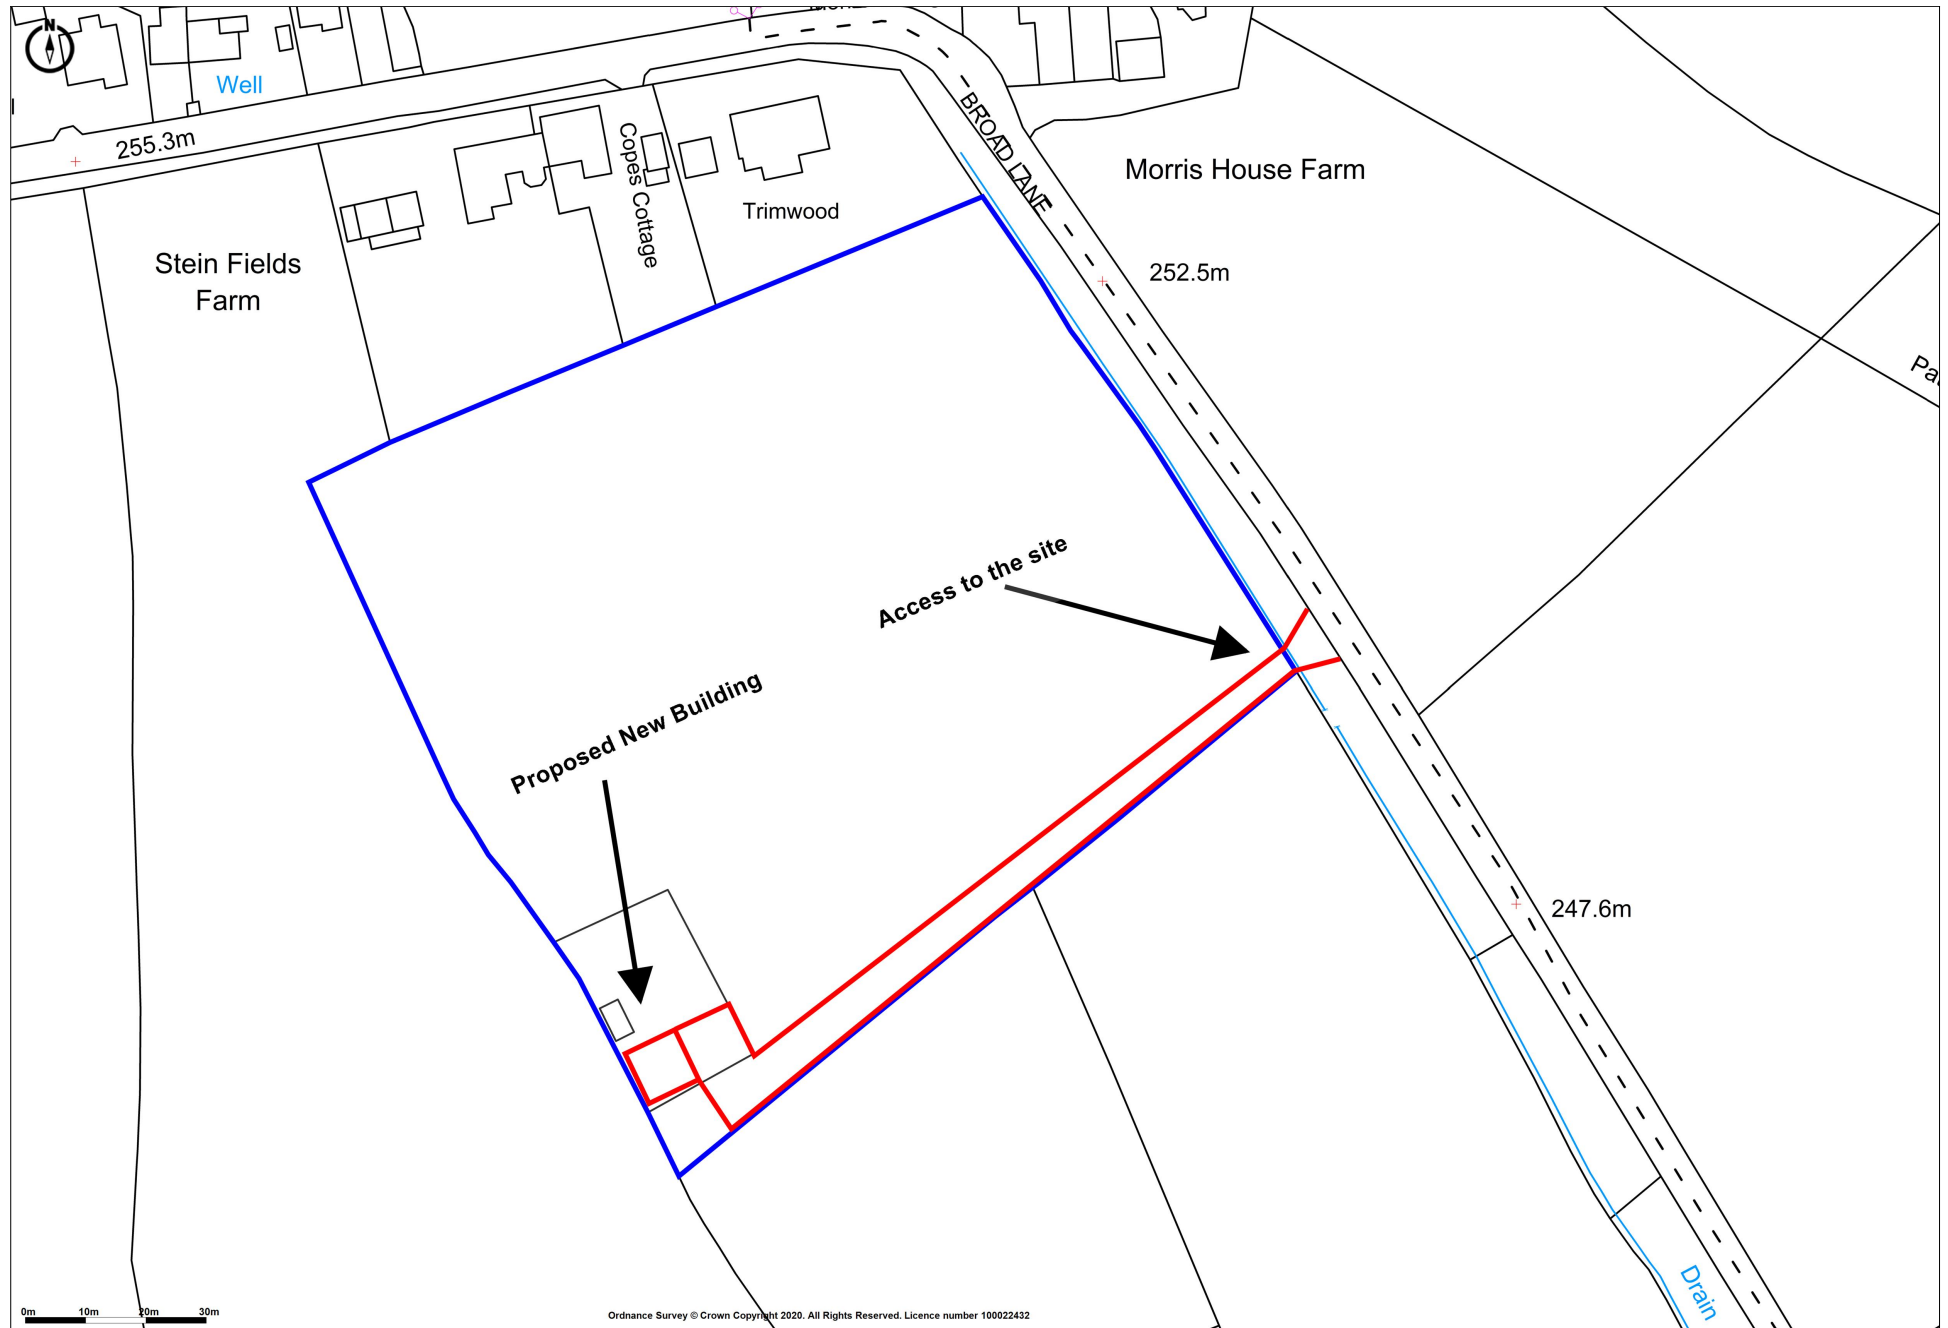 N
Well
255.3m
Copes Cottage
BROAD LANE
Morris House Farm
Trimwood
Stein Fields
Farm
252.5m
Access to the site
Proposed New Building
247.6m
Drain
0m 10m 20m 30m
Ordnance Survey © Crown Copyright 2020. All Rights Reserved. Licence number 100022432